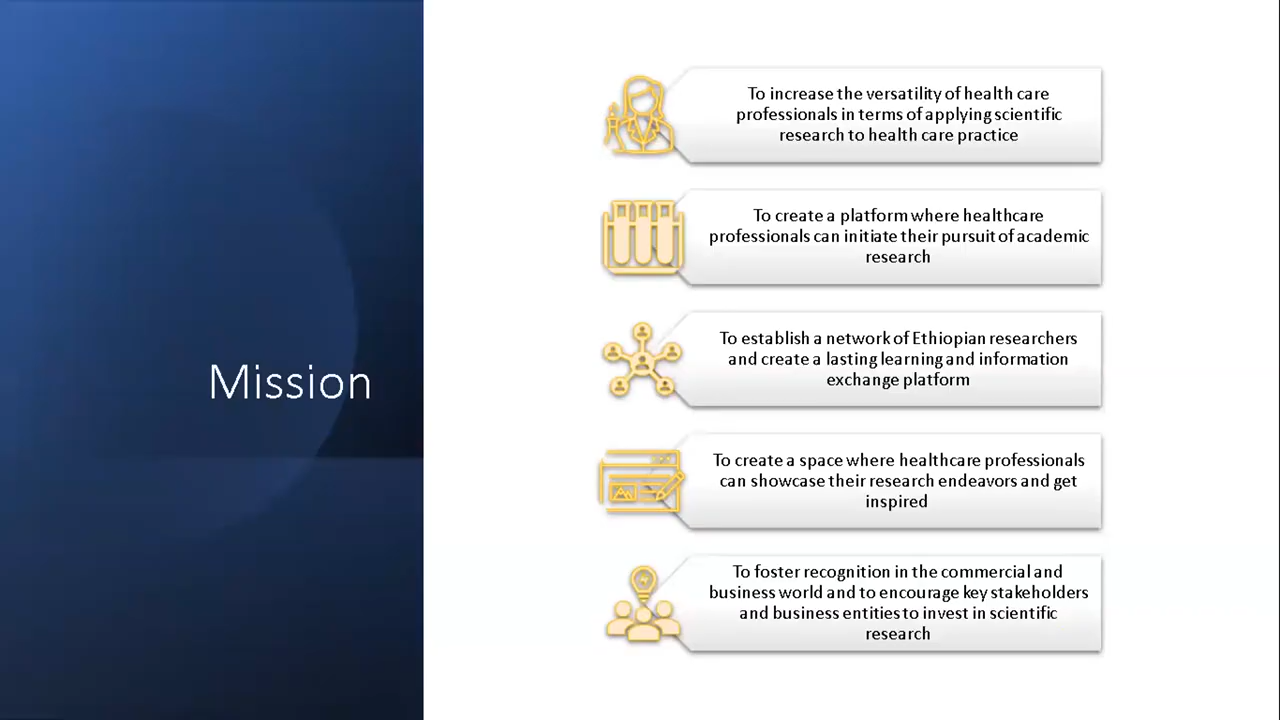 Mission
To increase the versatility of health care
professionals in terms of applying scientific
research to health care practice
To create a platform where healthcare
professionals can initiate their pursuit of academic
research
To establish a network of Ethiopian researchers
and create a lasting learning and information
exchange platform
To create a space where healthcare professionals
can showcase their research endeavors and get
inspired
To foster recognition in the commercial and
business world and to encourage key stakeholders
and business entities to invest in scientific
research